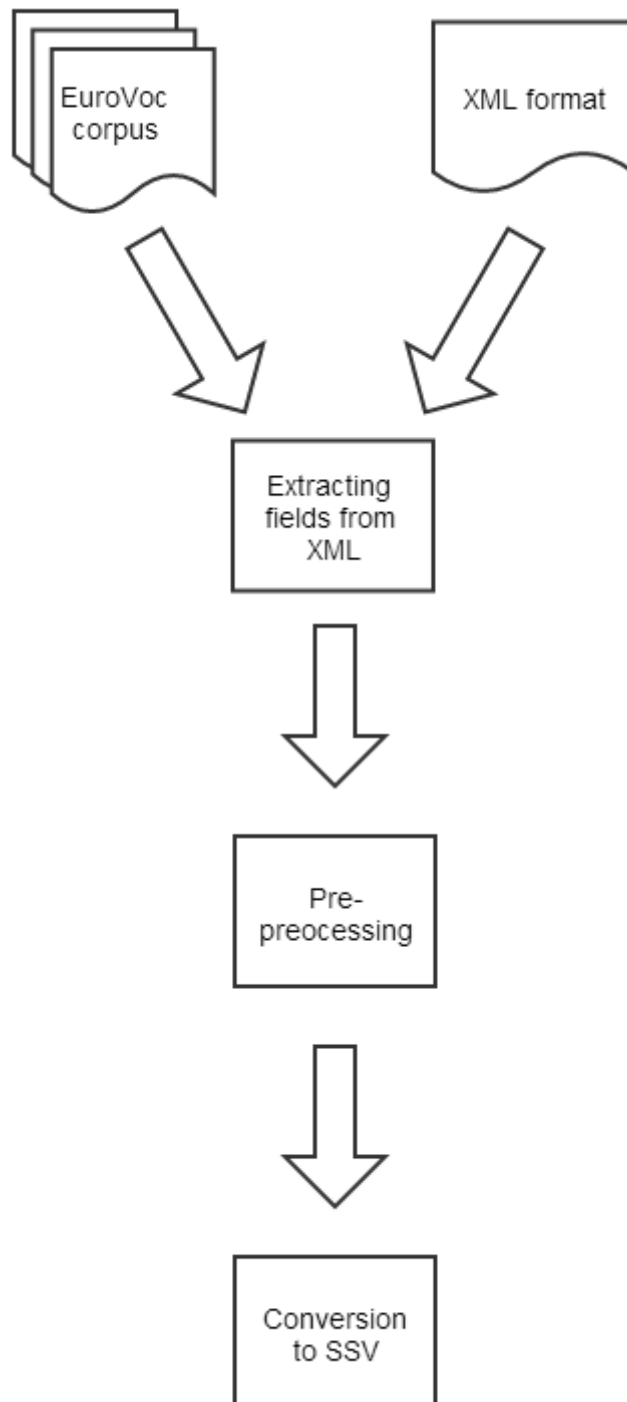 EuroVoc
corpus
XML format
Extracting
fields from
XML
Pre-
preocessing
Conversion
to SSV